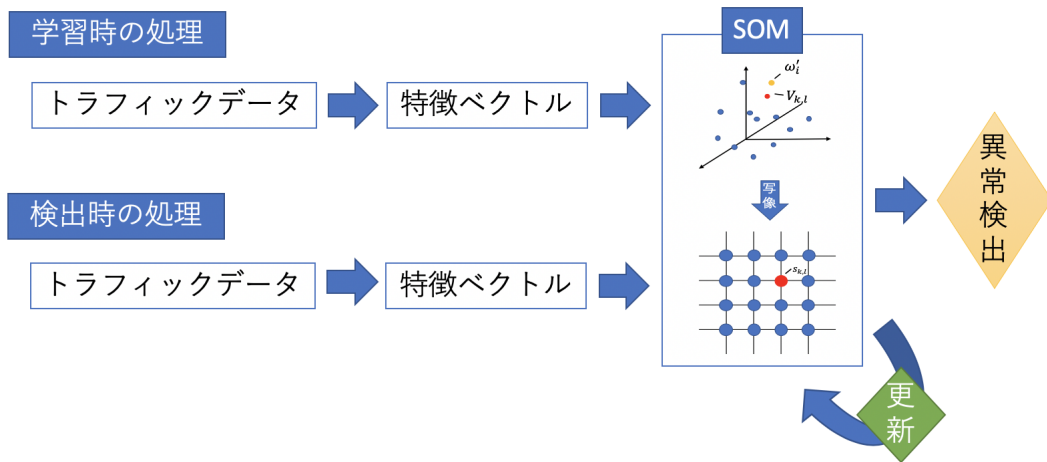 学習時の処理
トラフィックデータ
特徴ベクトル
検出時の処理
トラフィックデータ
特徴ベクトル
SOM
ω′ᵢ
Vₖ,ₗ
写像
sₖ,ₗ
異常検出
更新